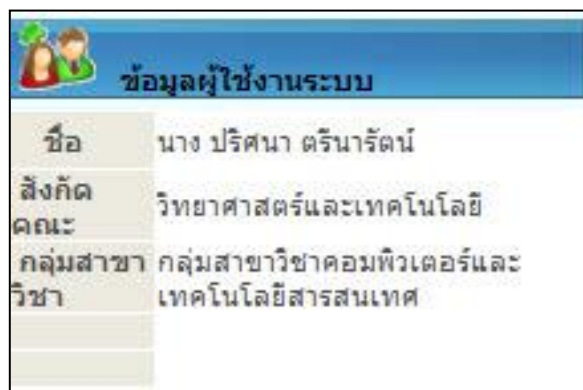 ข้อมูลผู้ใช้งานระบบ
ชื่อ นาง ปริศนา ตรีนารัตน์
สังกัด
คณะ วิทยาศาสตร์และเทคโนโลยี
กลุ่มสาขา กลุ่มสาขาวิชาคอมพิวเตอร์และ
วิชา เทคโนโลยีสารสนเทศ